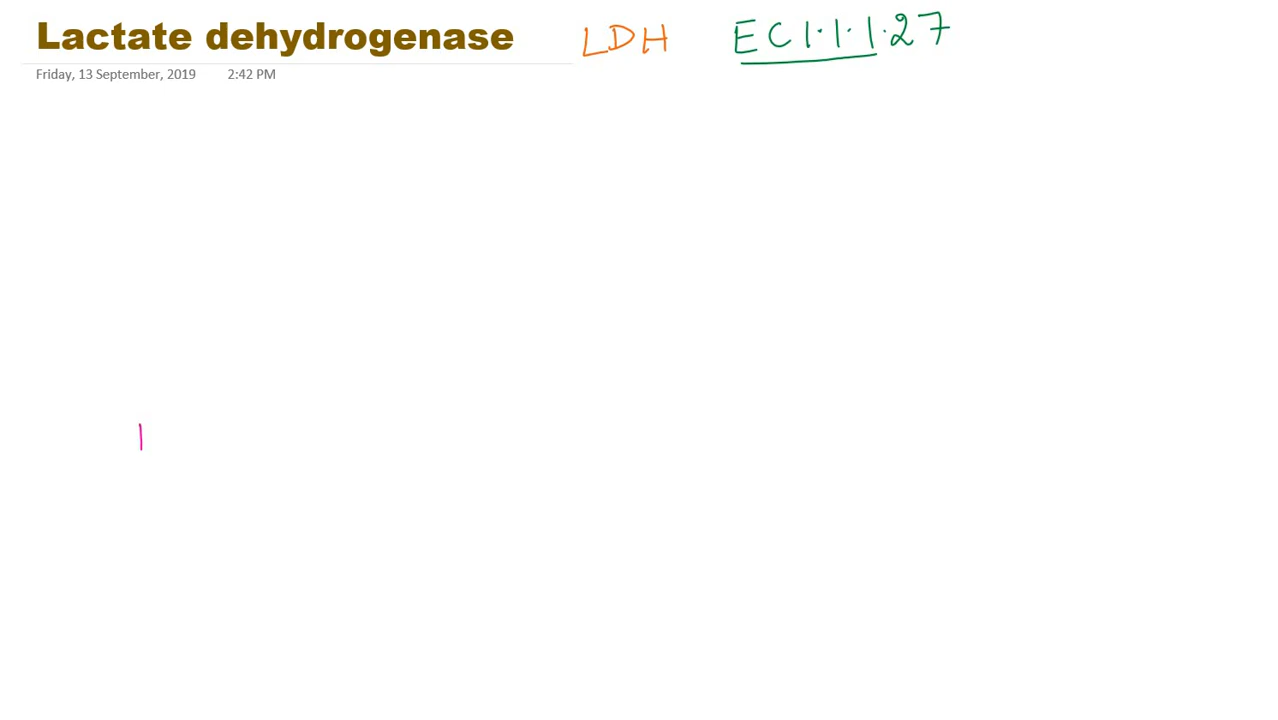 Lactate dehydrogenase LDH EC 1.1.1.27
Friday, 13 September, 2019 2:42 PM